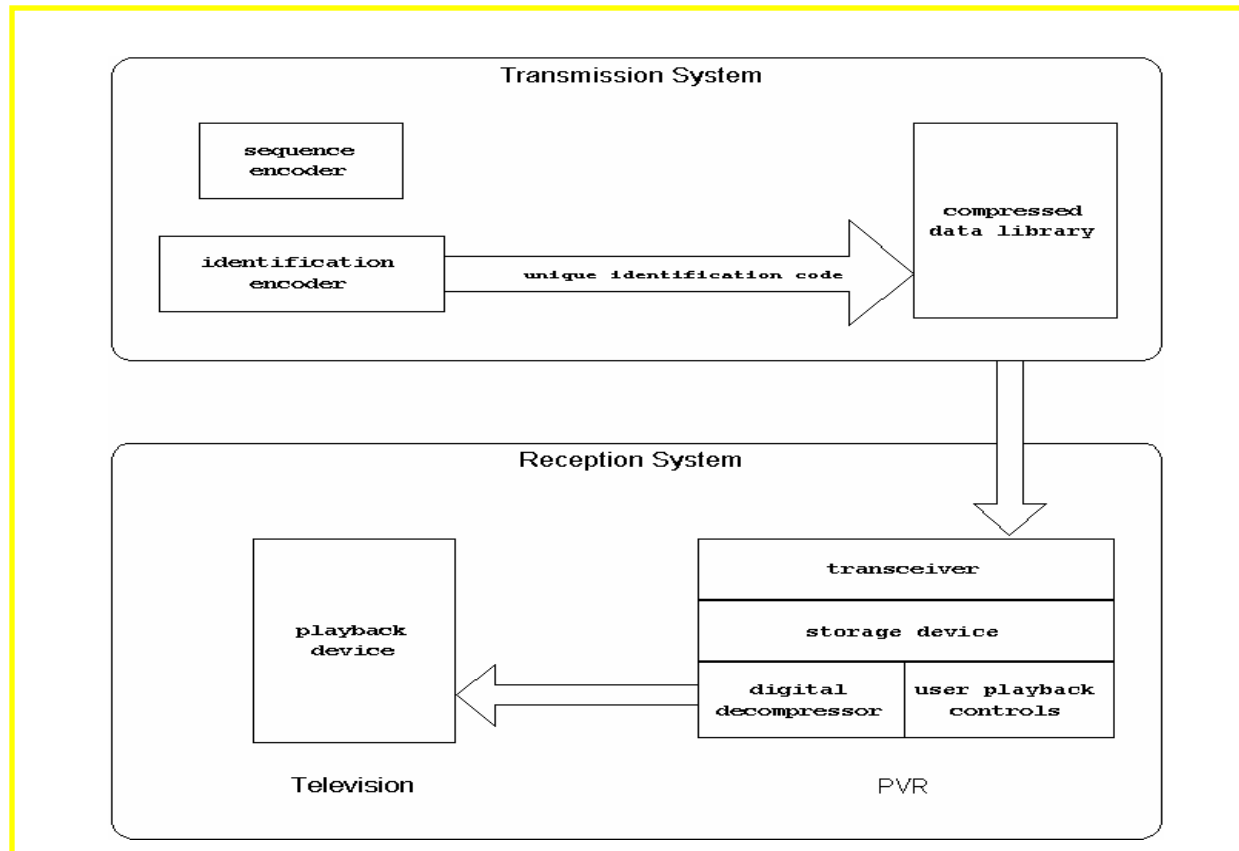 Transmission System
sequence
encoder
identification
encoder
unique identification code
compressed
data library
Reception System
playback
device
transceiver
storage device
digital
decompressor
user playback
controls
Television
PVR